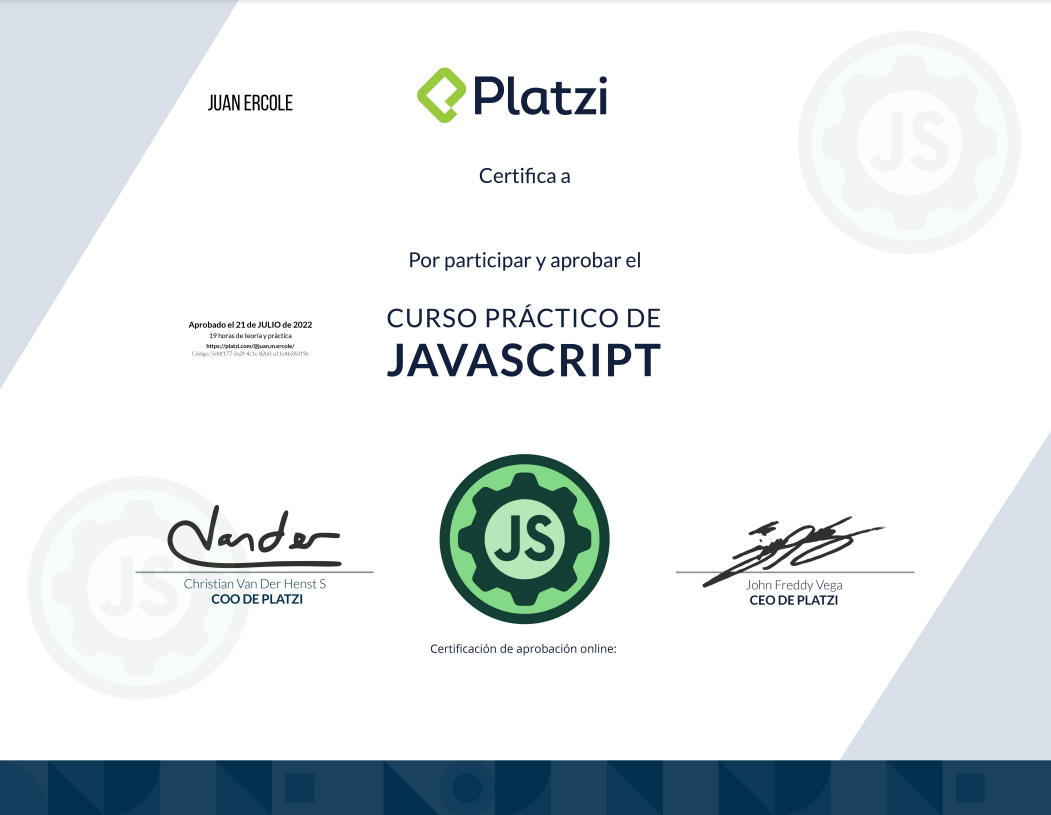 JUAN ERCOLE
Platzi
JS
Certifica a
Por participar y aprobar el
CURSO PRÁCTICO DE
JAVASCRIPT
Aprobado el 21 de JULIO de 2022
19 horas de teoría y práctica
https://platzi.com/@juan.m.ercole/
Código:
JS
Vander
Christian Van Der Henst S
COO DE PLATZI
JS
John Freddy Vega
CEO DE PLATZI
Certificación de aprobación online: